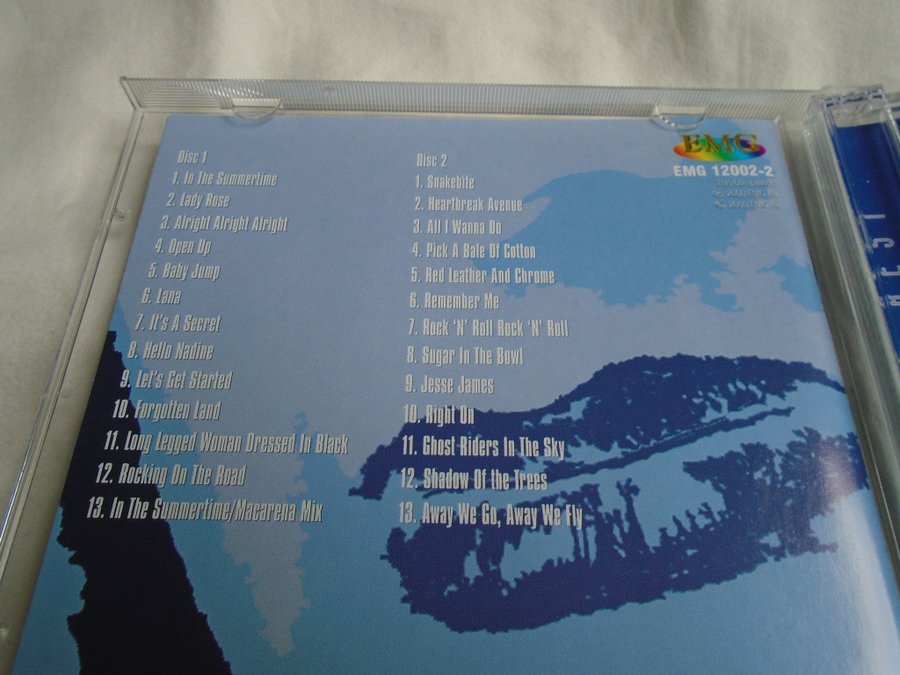 Disc 1
1. In The Summertime
2. Lady Rose
3. Alright Alright Alright
4. Open Up
5. Baby Jump
6. Lana
7. It's A Secret
8. Hello Nadine
9. Let's Get Started
10. Forgotten Land
11. Long Legged Woman Dressed In Black
12. Rocking On The Road
13. In The Summertime/Macarena Mix
Disc 2
1. Snakebite
2. Heartbreak Avenue
3. All I Wanna Do
4. Pick A Bale Of Cotton
5. Red Leather And Chrome
6. Remember Me
7. Rock 'N' Roll Rock 'N' Roll
8. Sugar In The Bowl
9. Jesse James
10. Right On
11. Ghost Riders In The Sky
12. Shadow Of the Trees
13. Away We Go, Away We Fly
EMG
EMG 12002-2
This Compilation